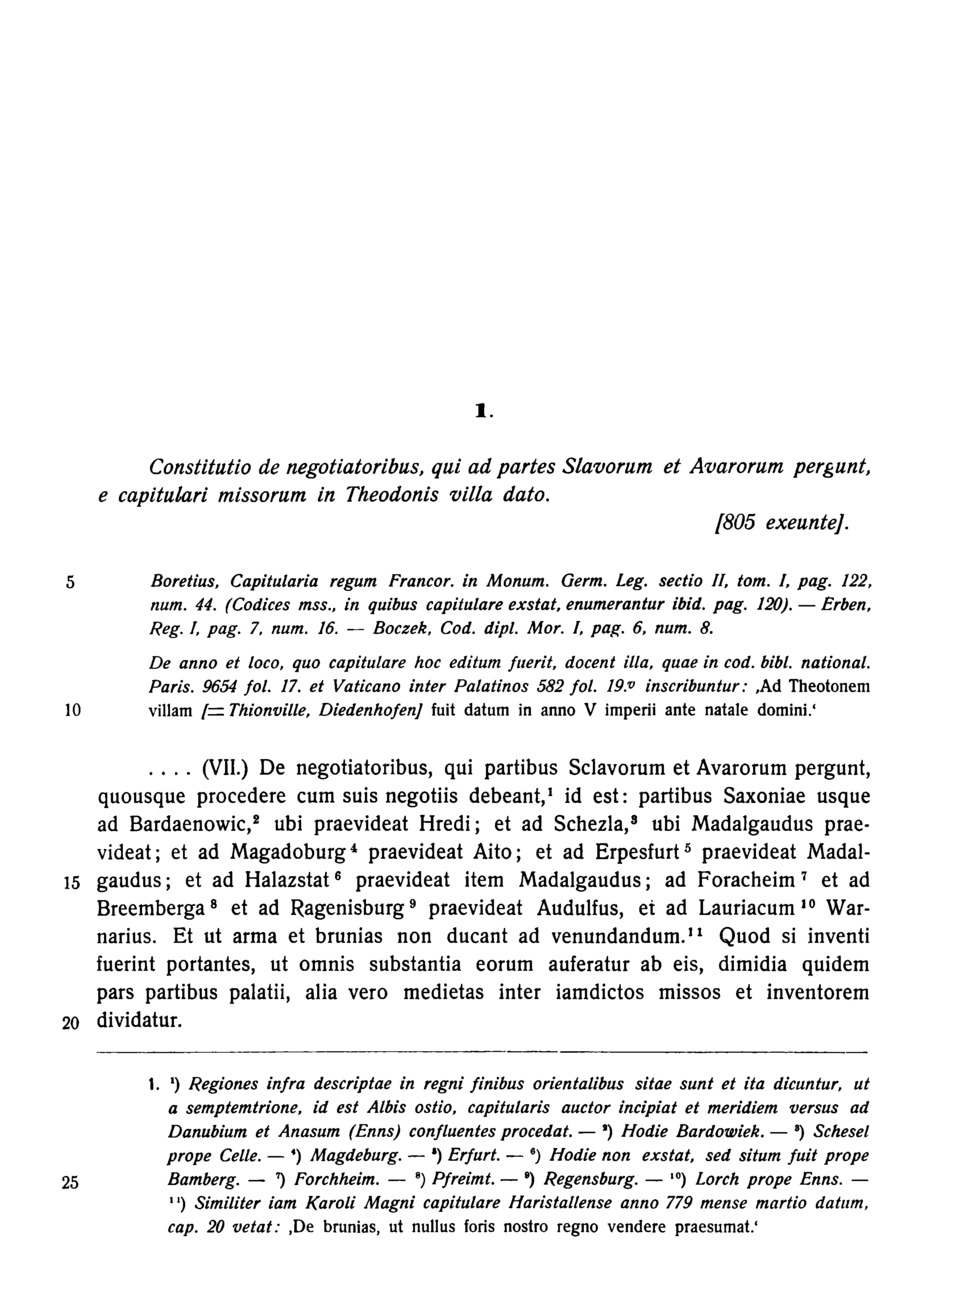 1.
Constitutio de negotiatoribus, qui ad partes Slavorum et Avarorum pergunt,
e capitulari missorum in Theodonis villa dato.
[805 exeunte].
5 Boretius, Capitularia regum Francor. in Monum. Germ. Leg. sectio II, tom. I, pag. 122,
num. 44. (Codices mss., in quibus capitulare exstat, enumerantur ibid. pag. 120). — Erben,
Reg. I, pag. 7, num. 16. — Boczek, Cod. dipl. Mor. I, pag. 6, num. 8.
De anno et loco, quo capitulare hoc editum fuerit, docent illa, quae in cod. bibl. national.
Paris. 9654 fol. 17. et Vaticano inter Palatinos 582 fol. 19.ᵛ inscribuntur: ‚Ad Theotonem
10 villam [= Thionville, Diedenhofen] fuit datum in anno V imperii ante natale domini.‘
.... (VII.) De negotiatoribus, qui partibus Sclavorum et Avarorum pergunt,
quousque procedere cum suis negotiis debeant,¹ id est: partibus Saxoniae usque
ad Bardaenowic,² ubi praevideat Hredi; et ad Schezla,³ ubi Madalgaudus prae-
videat; et ad Magadoburg⁴ praevideat Aito; et ad Erpesfurt⁵ praevideat Madal-
15 gaudus; et ad Halazstat⁶ praevideat item Madalgaudus; ad Foracheim⁷ et ad
Breemberga⁸ et ad Ragenisburg⁹ praevideat Audulfus, et ad Lauriacum¹⁰ War-
narius. Et ut arma et brunias non ducant ad venundandum.¹¹ Quod si inventi
fuerint portantes, ut omnis substantia eorum auferatur ab eis, dimidia quidem
pars partibus palatii, alia vero medietas inter iamdictos missos et inventorem
20 dividatur.
1. ¹) Regiones infra descriptae in regni finibus orientalibus sitae sunt et ita dicuntur, ut
a semptemtrione, id est Albis ostio, capitularis auctor incipiat et meridiem versus ad
Danubium et Anasum (Enns) confluentes procedat. — ²) Hodie Bardowiek. — ³) Schesel
prope Celle. — ⁴) Magdeburg. — ⁵) Erfurt. — ⁶) Hodie non exstat, sed situm fuit prope
25 Bamberg. — ⁷) Forchheim. — ⁸) Pfreimt. — ⁹) Regensburg. — ¹⁰) Lorch prope Enns. —
¹¹) Similiter iam Karoli Magni capitulare Haristallense anno 779 mense martio datum,
cap. 20 vetat: ‚De brunias, ut nullus foris nostro regno vendere praesumat.‘